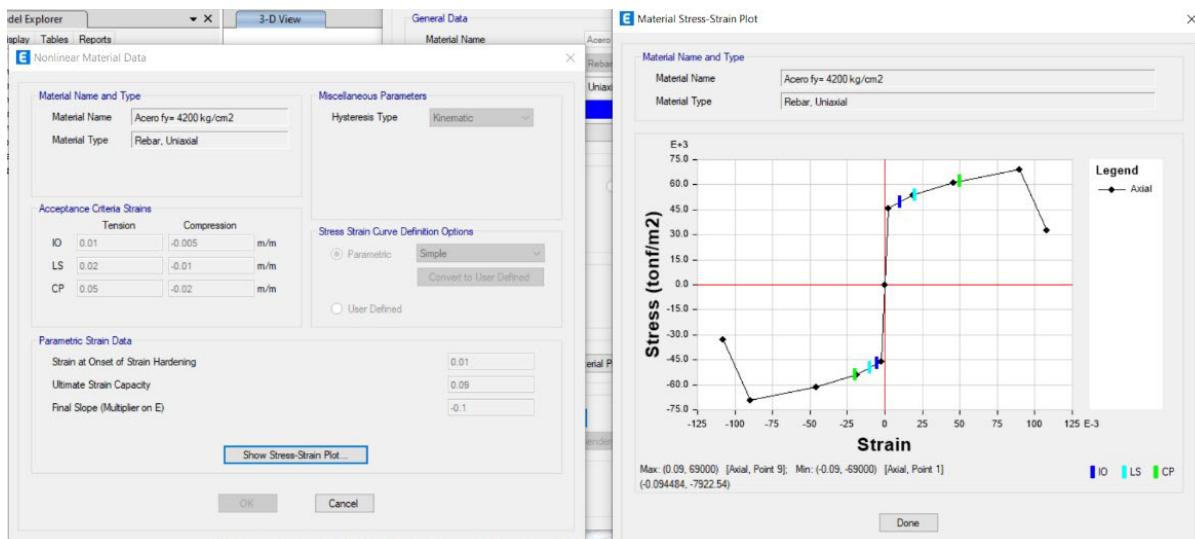 del Explorer
3-D View
isplay Tables Reports
General Data
Material Name
Acero
Rebar
Uniaxi
erial P
E Nonlinear Material Data
Material Name and Type
Material Name Acero fy= 4200 kg/cm2
Material Type Rebar, Uniaxial
Miscellaneous Parameters
Hysteresis Type Kinematic
Acceptance Criteria Strains
Tension Compression
IO 0.01 -0.005 m/m
LS 0.02 -0.01 m/m
CP 0.05 -0.02 m/m
Stress Strain Curve Definition Options
Parametric Simple
Convert to User Defined
User Defined
Parametric Strain Data
Strain at Onset of Strain Hardening 0.01
Ultimate Strain Capacity 0.09
Final Slope (Multiplier on E) -0.1
Show Stress-Strain Plot...
OK Cancel
E Material Stress-Strain Plot
Material Name and Type
Material Name Acero fy= 4200 kg/cm2
Material Type Rebar, Uniaxial
E+3
75.0
60.0
45.0
30.0
15.0
0.0
-15.0
-30.0
-45.0
-60.0
-75.0
Stress (tonf/m2)
-125 -100 -75 -50 -25 0 25 50 75 100 125 E-3
Strain
Legend
Axial
Max: (0.09, 69000) [Axial, Point 9]; Min: (-0.09, -69000) [Axial, Point 1]
(-0.094484, -7922.54)
IO LS CP
Done